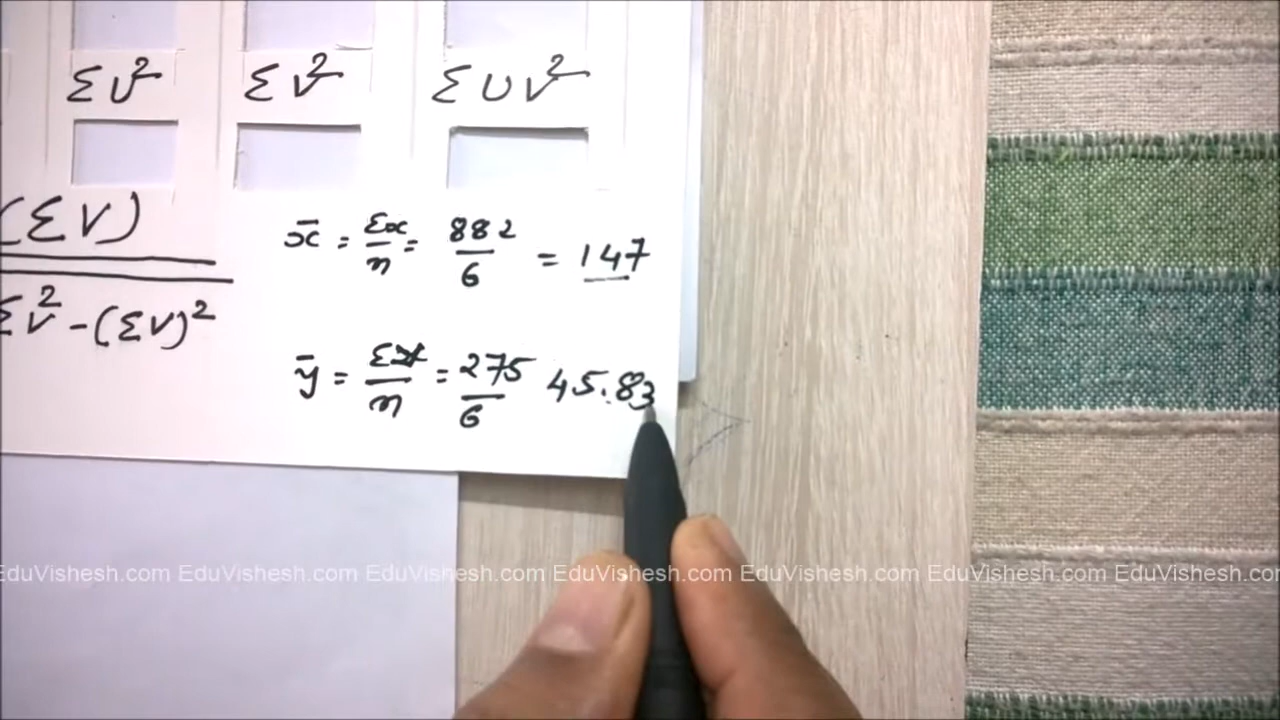 ΣU² ΣV² ΣUV²
(ΣV)
ΣV² - (ΣV)²
x̄ = Σx/n = 882/6 = 147
ȳ = Σ/n = 275/6 45.83
EduVishesh.com EduVishesh.com EduVishesh.com EduVishesh.com EduVishesh.com EduVishesh.com EduVishesh.com